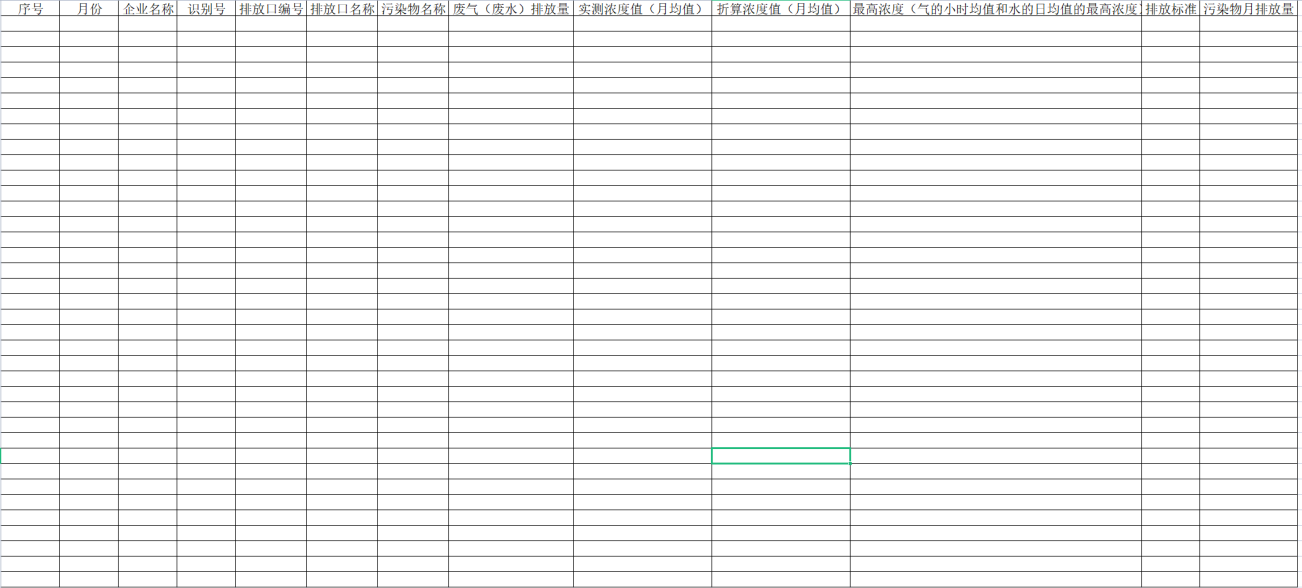 序号 月份 企业名称 识别号 排放口编号 排放口名称 污染物名称 废气（废水）排放量 实测浓度值（月均值） 折算浓度值（月均值） 最高浓度（气的小时均值和水的日均值的最高浓度） 排放标准 污染物月排放量